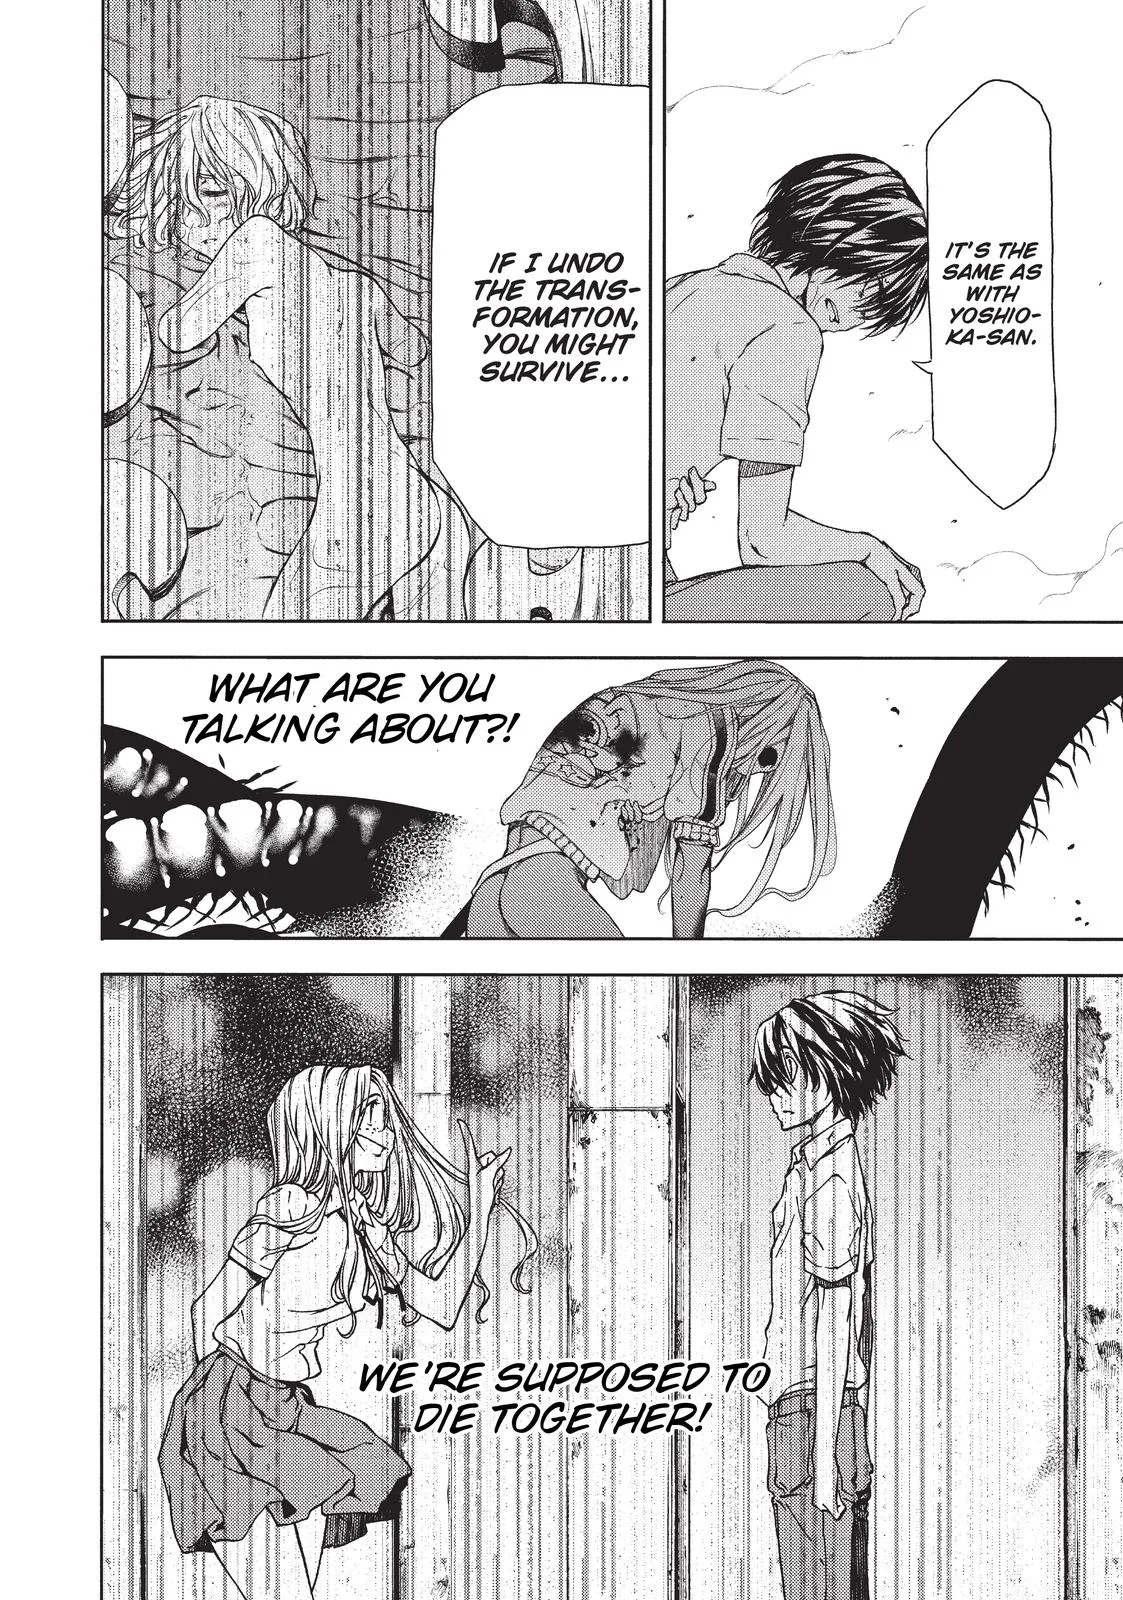 IT'S THE
SAME AS
WITH
YOSHIO-
KA-SAN.
IF I UNDO
THE TRANS-
FORMATION,
YOU MIGHT
SURVIVE...
WHAT ARE YOU
TALKING ABOUT?!
WE'RE SUPPOSED TO
DIE TOGETHER!